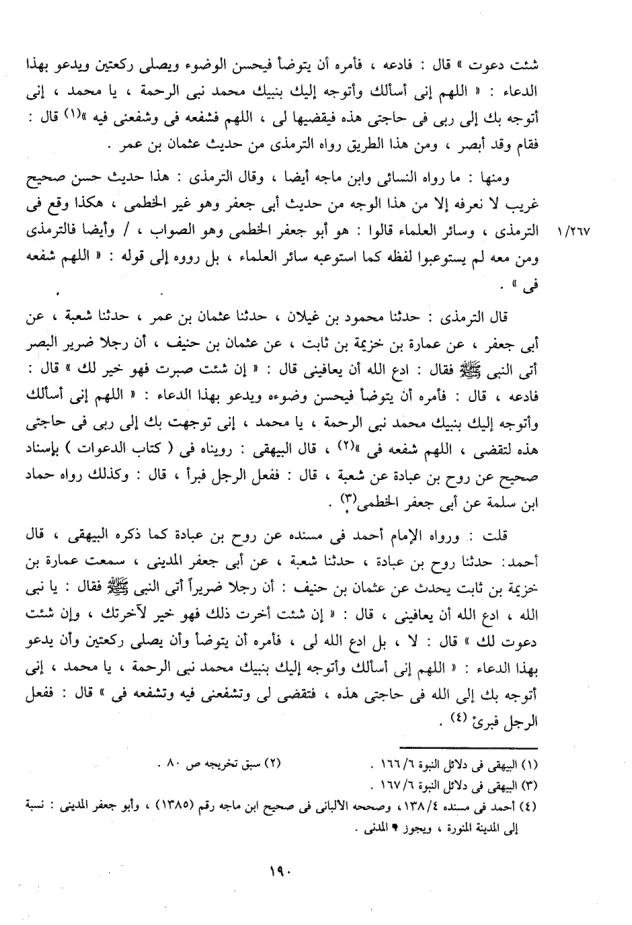 شئت دعوت » قال : فادعه ، فأمره أن يتوضأ فيحسن الوضوء ويصلى ركعتين ويدعو بهذا
الدعاء : « اللهم إنى أسألك وأتوجه إليك بنبيك محمد نبى الرحمة ، يا محمد ، إنى
أتوجه بك إلى ربى فى حاجتى هذه فيقضيها لى ، اللهم فشفعه فى وشفعنى فيه »(١) قال :
فقام وقد أبصر ، ومن هذا الطريق رواه الترمذى من حديث عثمان بن عمر .
ومنها : ما رواه النسائى وابن ماجه أيضا ، وقال الترمذى : هذا حديث حسن صحيح
غريب لا نعرفه إلا من هذا الوجه من حديث أبى جعفر وهو غير الخطمى ، هكذا وقع فى
الترمذى ، وسائر العلماء قالوا : هو أبو جعفر الخطمى وهو الصواب ، / وأيضا فالترمذى ١/٢٦٧
ومن معه لم يستوعبوا لفظه كما استوعبه سائر العلماء ، بل رووه إلى قوله : « اللهم شفعه
فى » .
قال الترمذى : حدثنا محمود بن غيلان ، حدثنا عثمان بن عمر ، حدثنا شعبة ، عن
أبى جعفر ، عن عمارة بن خزيمة بن ثابت ، عن عثمان بن حنيف ، أن رجلا ضرير البصر
أتى النبى ﷺ فقال : ادع الله أن يعافينى قال : « إن شئت صبرت فهو خير لك » قال :
فادعه ، قال : فأمره أن يتوضأ فيحسن وضوءه ويدعو بهذا الدعاء : « اللهم إنى أسألك
وأتوجه إليك بنبيك محمد نبى الرحمة ، يا محمد ، إنى توجهت بك إلى ربى فى حاجتى
هذه لتقضى ، اللهم شفعه فى »(٢) ، قال البيهقى : رويناه فى ( كتاب الدعوات ) بإسناد
صحيح عن روح بن عبادة عن شعبة ، قال : ففعل الرجل فبرأ ، قال : وكذلك رواه حماد
ابن سلمة عن أبى جعفر الخطمى(٣) .
قلت : ورواه الإمام أحمد فى مسنده عن روح بن عبادة كما ذكره البيهقى ، قال
أحمد: حدثنا روح بن عبادة ، حدثنا شعبة ، عن أبى جعفر المدينى ، سمعت عمارة بن
خزيمة بن ثابت يحدث عن عثمان بن حنيف : أن رجلا ضريراً أتى النبى ﷺ فقال : يا نبى
الله ، ادع الله أن يعافينى ، قال : « إن شئت أخرت ذلك فهو خير لآخرتك ، وإن شئت
دعوت لك » قال : لا ، بل ادع الله لى ، فأمره أن يتوضأ وأن يصلى ركعتين وأن يدعو
بهذا الدعاء : « اللهم إنى أسألك وأتوجه إليك بنبيك محمد نبى الرحمة ، يا محمد ، إنى
أتوجه بك إلى الله فى حاجتى هذه ، فتقضى لى وتشفعنى فيه وتشفعه فى » قال : ففعل
الرجل فبرئ (٤) .
(١) البيهقى فى دلائل النبوة ٦/ ١٦٦ . (٢) سبق تخريجه ص ٨٠ .
(٣) البيهقى فى دلائل النبوة ٦/ ١٦٧ .
(٤) أحمد فى مسنده ٤/ ١٣٨، وصححه الألبانى فى صحيح ابن ماجه رقم (١٣٨٥) ، وأبو جعفر المدينى : نسبة
إلى المدينة المنورة ، ويجوز المدنى .
١٩٠